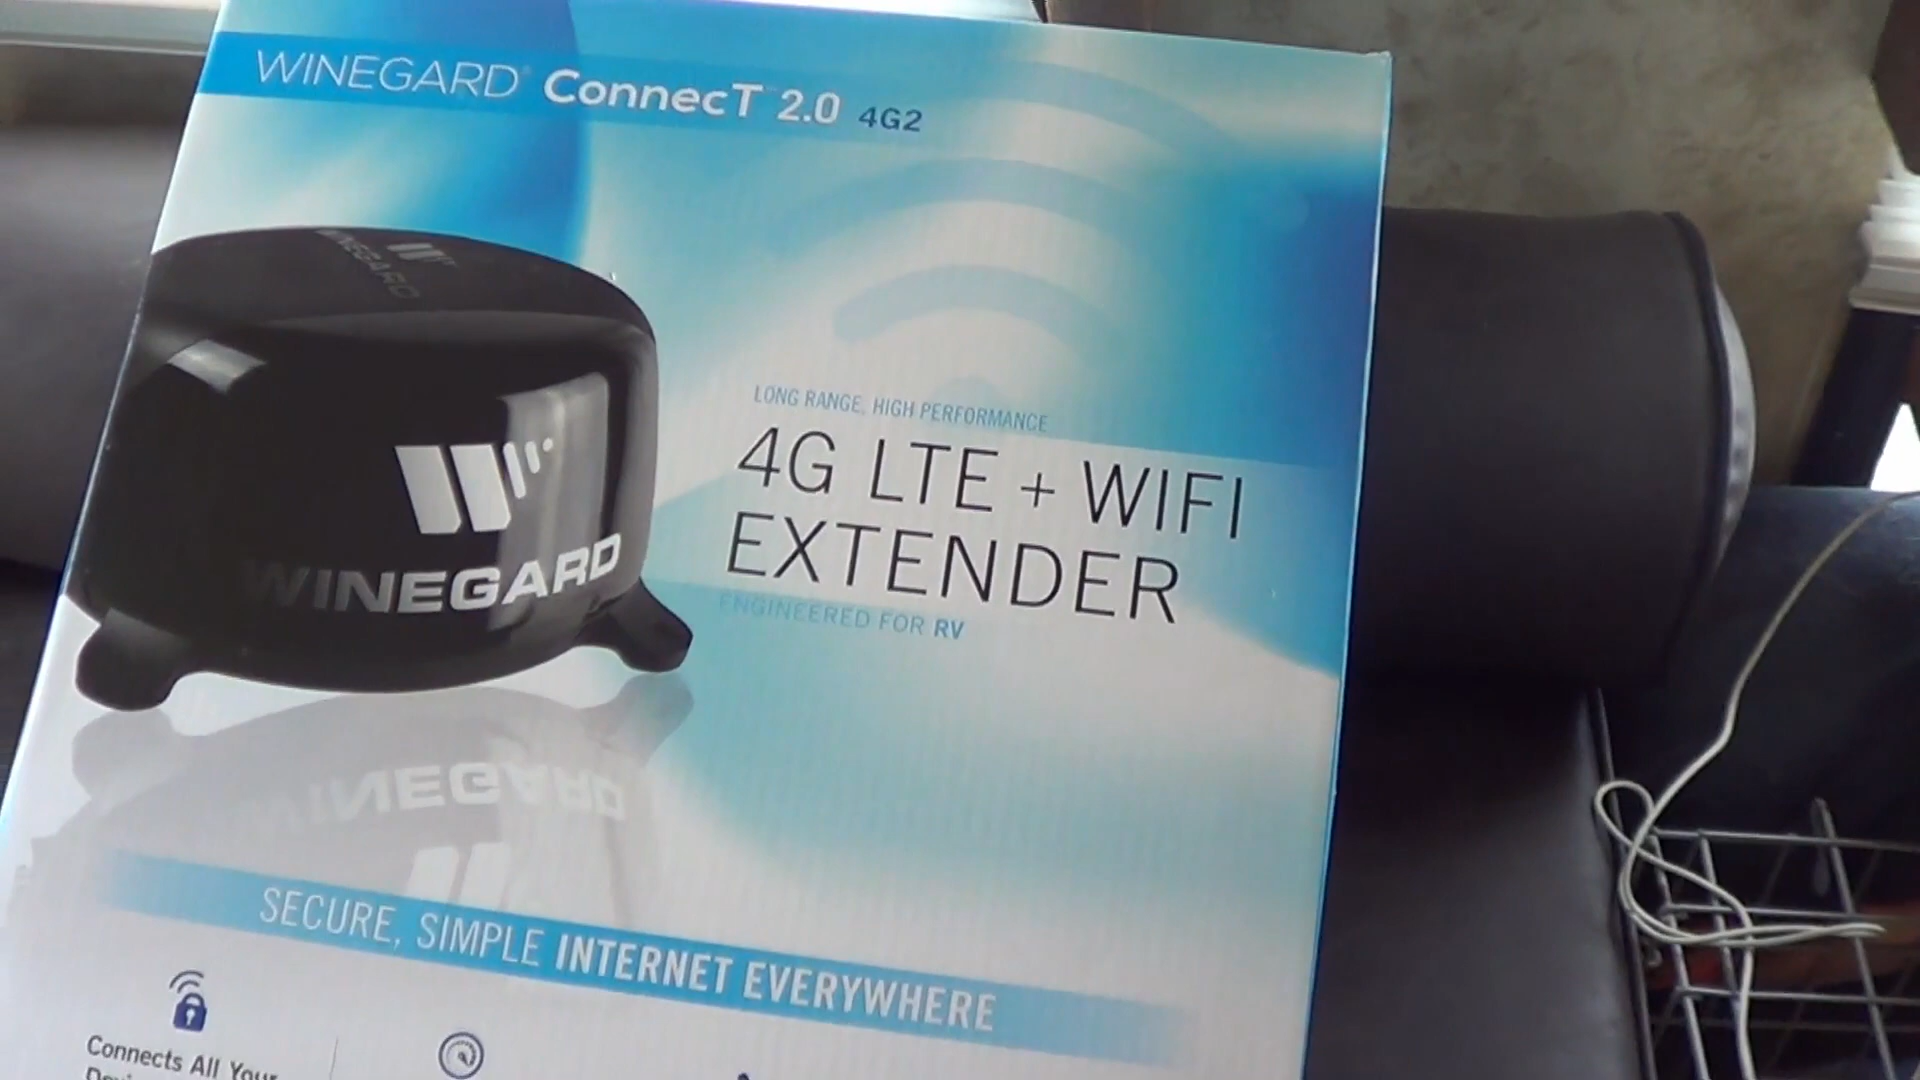 WINEGARD ConnecT 2.0 4G2
WINEGARD
LONG RANGE, HIGH PERFORMANCE
4G LTE + WIFI
EXTENDER
ENGINEERED FOR RV
WINEGARD
WINEGARD
SECURE, SIMPLE INTERNET EVERYWHERE
Connects All Your